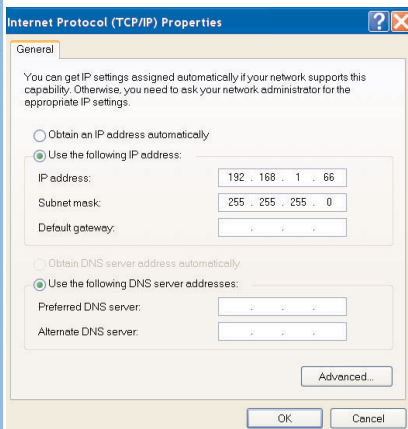 Internet Protocol (TCP/IP) Properties
General
You can get IP settings assigned automatically if your network supports this
capability. Otherwise, you need to ask your network administrator for the
appropriate IP settings.
Obtain an IP address automatically
Use the following IP address:
IP address: 192 . 168 . 1 . 66
Subnet mask: 255 . 255 . 255 . 0
Default gateway: . . .
Obtain DNS server address automatically
Use the following DNS server addresses:
Preferred DNS server: . . .
Alternate DNS server: . . .
Advanced...
OK Cancel